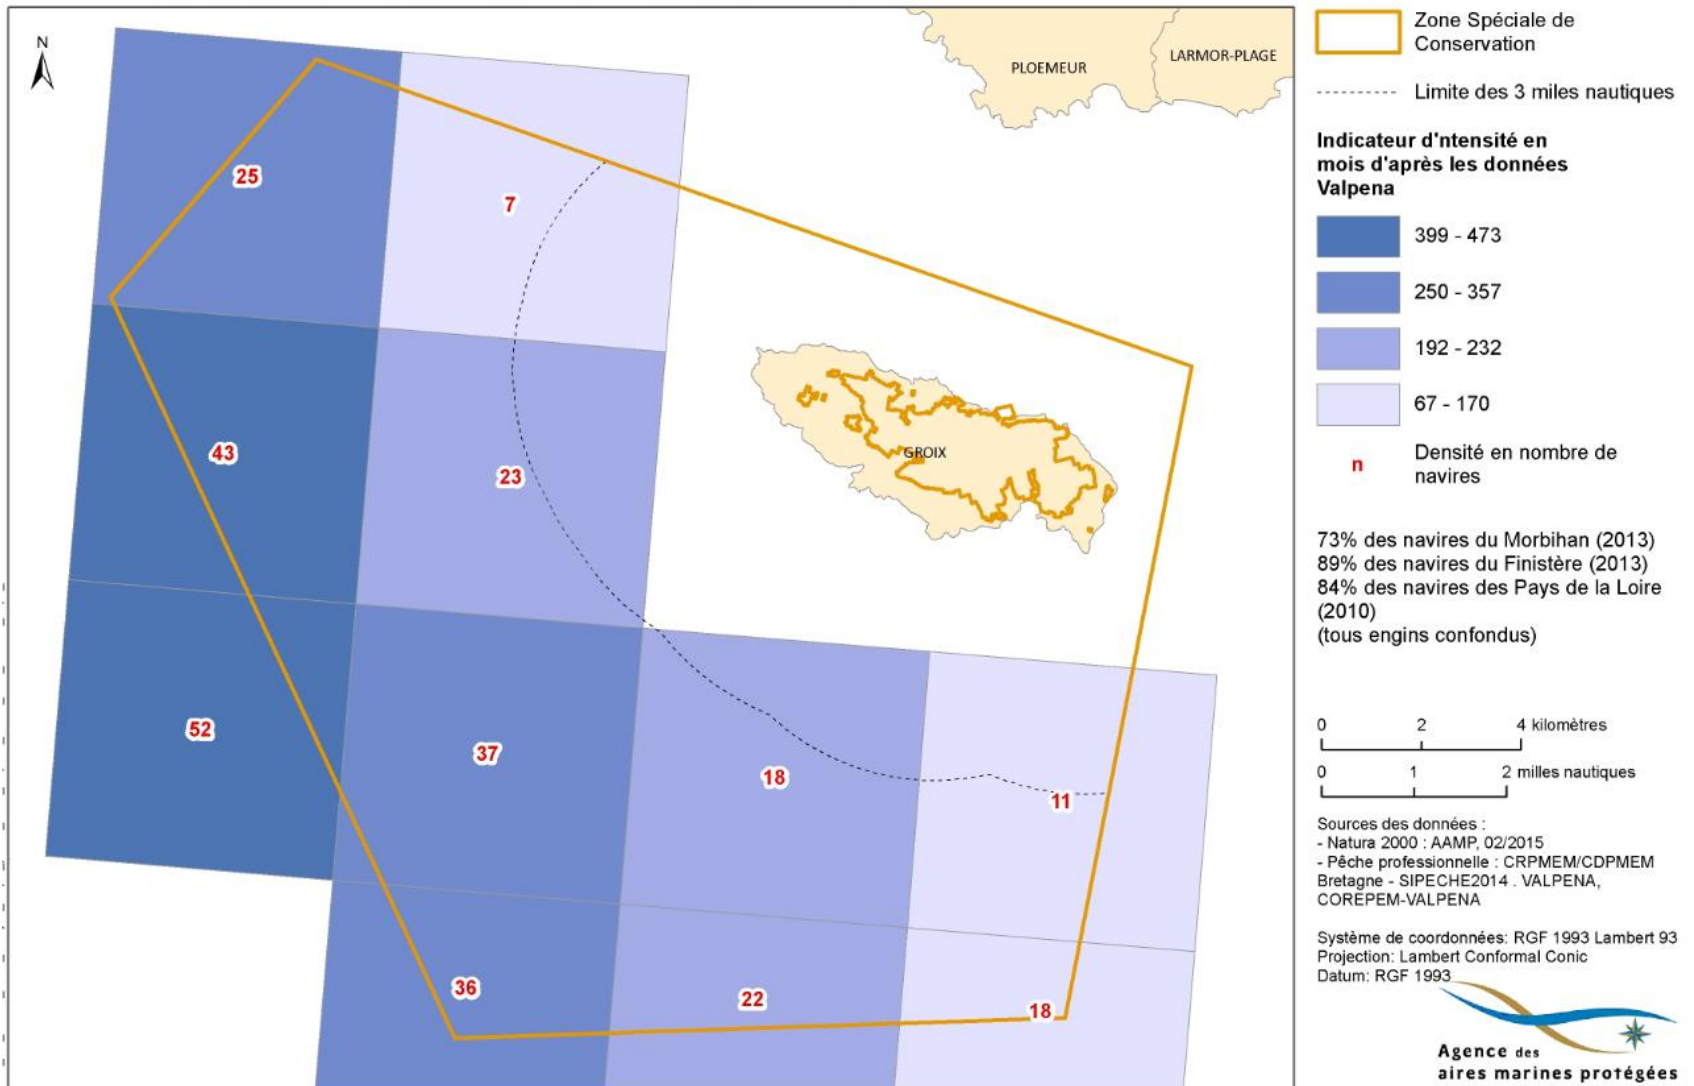 N
PLOEMEUR
LARMOR-PLAGE
25
7
43
23
GROIX
52
37
18
11
36
22
18
Zone Spéciale de
Conservation
Limite des 3 miles nautiques
Indicateur d'ntensité en
mois d'après les données
Valpena
399 - 473
250 - 357
192 - 232
67 - 170
n
Densité en nombre de
navires
73% des navires du Morbihan (2013)
89% des navires du Finistère (2013)
84% des navires des Pays de la Loire
(2010)
(tous engins confondus)
0 2 4 kilomètres
0 1 2 milles nautiques
Sources des données :
- Natura 2000 : AAMP, 02/2015
- Pêche professionnelle : CRPMEM/CDPMEM
Bretagne - SIPECHE2014 . VALPENA,
COREPEM-VALPENA
Système de coordonnées: RGF 1993 Lambert 93
Projection: Lambert Conformal Conic
Datum: RGF 1993
Agence des
aires marines protégées